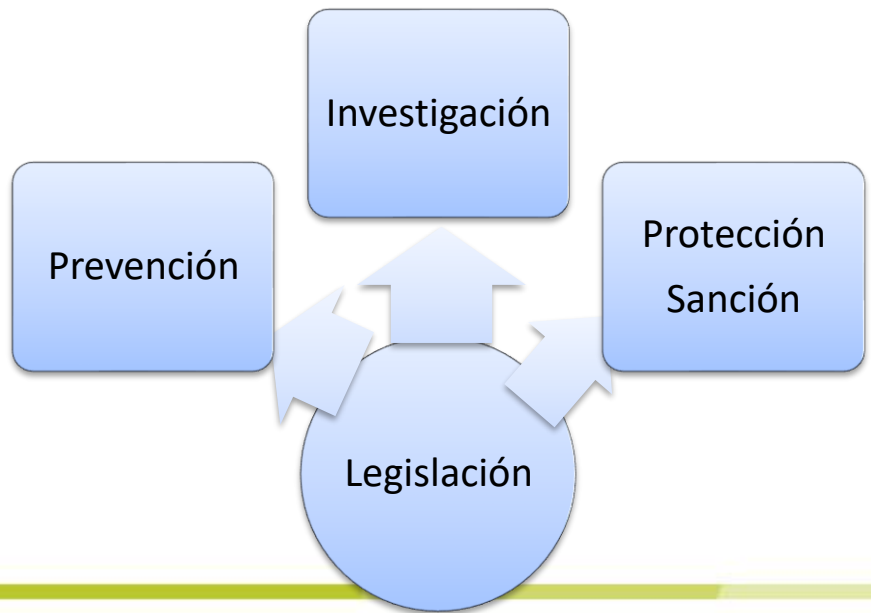 Investigación
Prevención
Protección
Sanción
Legislación